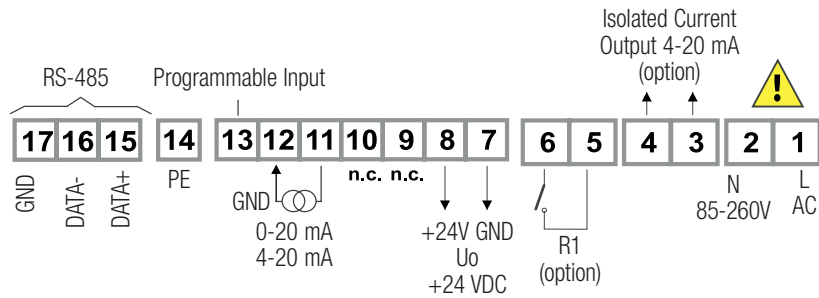 Isolated Current
Output 4-20 mA
(option)
RS-485
Programmable Input
!
17 16 15 14 13 12 11 10 9 8 7 6 5 4 3 2 1
GND
DATA-
DATA+
PE
n.c. n.c.
GND
0-20 mA
4-20 mA
+24V GND
Uo
+24 VDC
R1
(option)
N
85-260V
L
AC